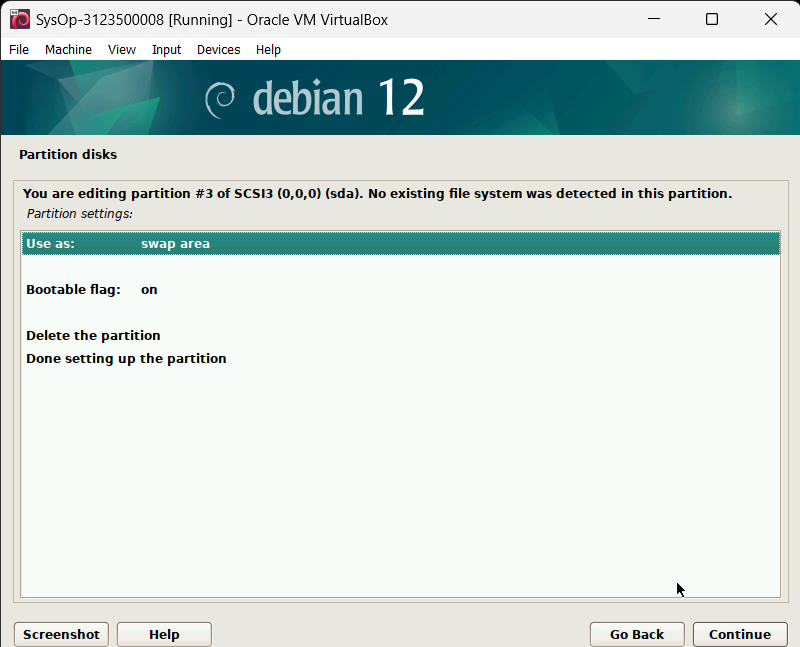 SysOp-3123500008 [Running] - Oracle VM VirtualBox
File Machine View Input Devices Help
debian 12
Partition disks
You are editing partition #3 of SCSI3 (0,0,0) (sda). No existing file system was detected in this partition.
Partition settings:
Use as: swap area
Bootable flag: on
Delete the partition
Done setting up the partition
Screenshot Help Go Back Continue